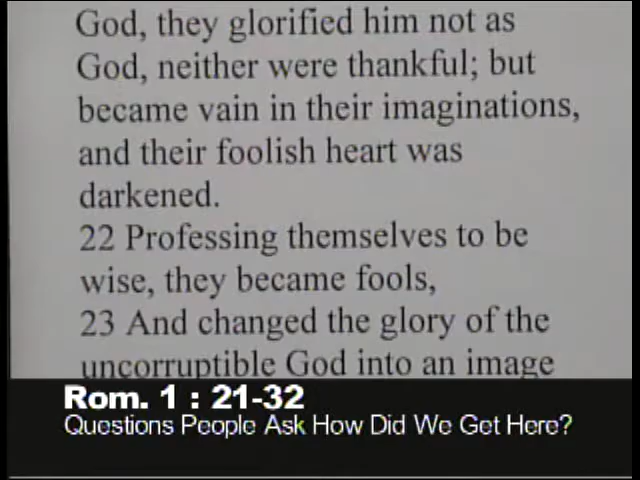 God, they glorified him not as
God, neither were thankful; but
became vain in their imaginations,
and their foolish heart was
darkened.
22 Professing themselves to be
wise, they became fools,
23 And changed the glory of the
uncorruptible God into an image
Rom. 1 : 21-32
Questions People Ask How Did We Get Here?